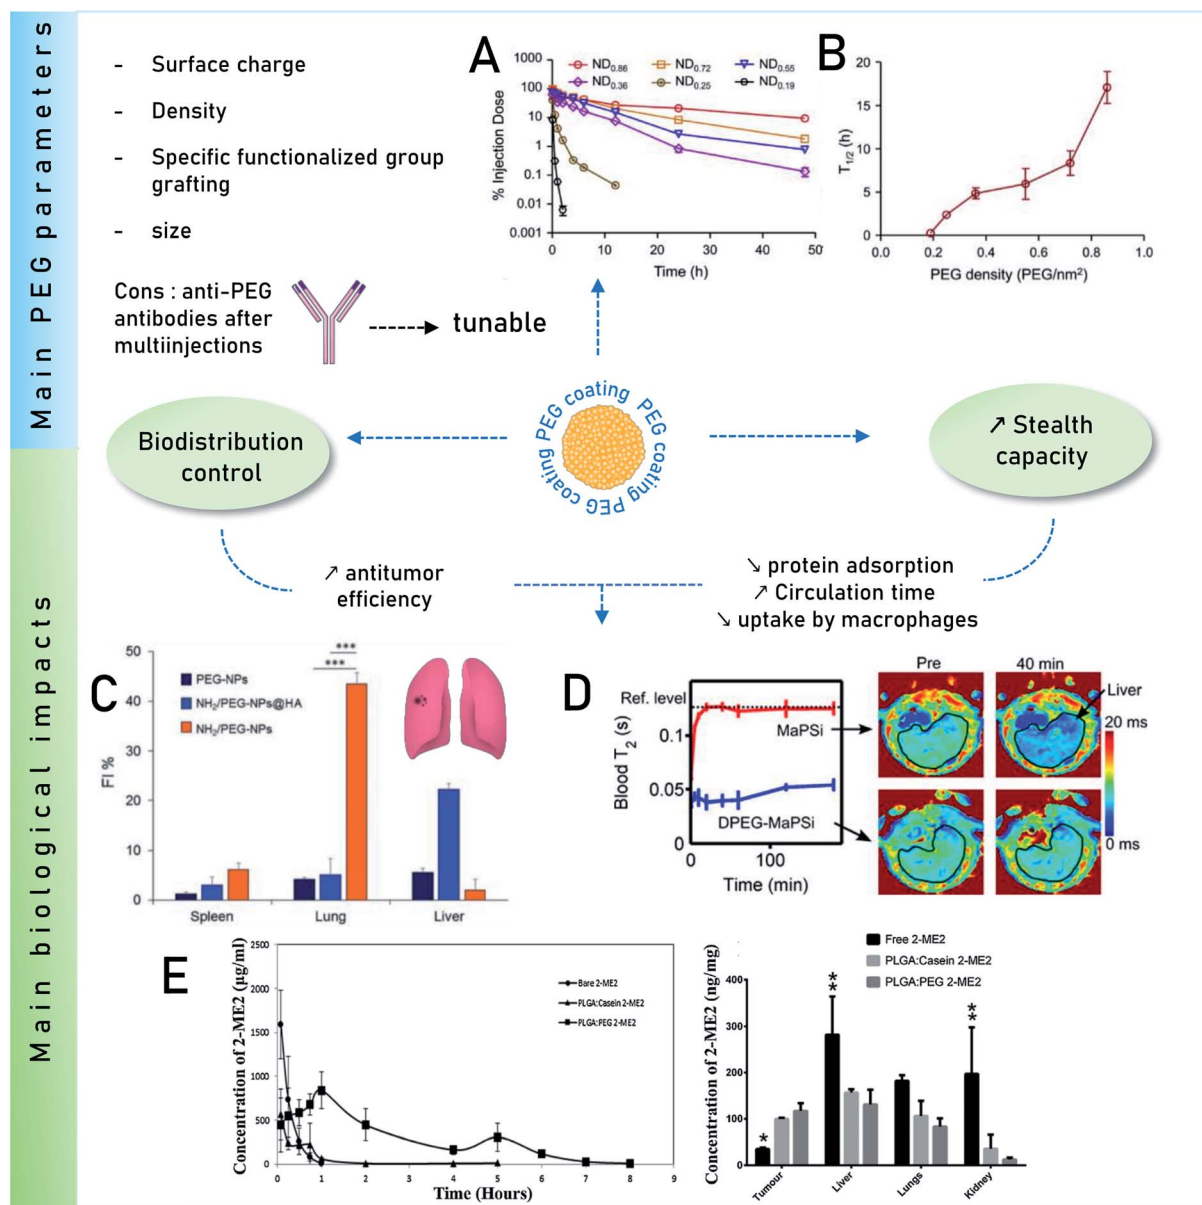 Main PEG parameters
- Surface charge
- Density
- Specific functionalized group
grafting
- size
Cons : anti-PEG
antibodies after
multiinjections
tunable
A
% Injection Dose
1000
100
10
1
0.1
0.01
0.001
ND0.86
ND0.72
ND0.55
ND0.36
ND0.25
ND0.19
0
10
20
30
40
50
Time (h)
B
T1/2 (h)
20
15
10
5
0
0.0
0.2
0.4
0.6
0.8
1.0
PEG density (PEG/nm²)
Biodistribution
control
PEG coating PEG coating PEG coating
↗ Stealth
capacity
↗ antitumor
efficiency
↘ protein adsorption
↗ Circulation time
↘ uptake by macrophages
Main biological impacts
C
FI %
50
40
30
20
10
0
PEG-NPs
NH₂/PEG-NPs@HA
NH₂/PEG-NPs
***
***
Spleen
Lung
Liver
D
Blood T₂ (s)
Ref. level
0.1
0.05
0
MaPSi
DPEG-MaPSi
0
100
Time (min)
Pre
40 min
Liver
20 ms
0 ms
E
Concentration of 2-ME2 (µg/ml)
2500
2000
1500
1000
500
0
Bare 2-ME2
PLGA:Casein 2-ME2
PLGA:PEG 2-ME2
0
1
2
3
4
5
6
7
8
9
Time (Hours)
Concentration of 2-ME2 (ng/mg)
400
300
200
100
0
Free 2-ME2
PLGA:Casein 2-ME2
PLGA:PEG 2-ME2
*
**
**
Tumour
Liver
Lungs
Kidney